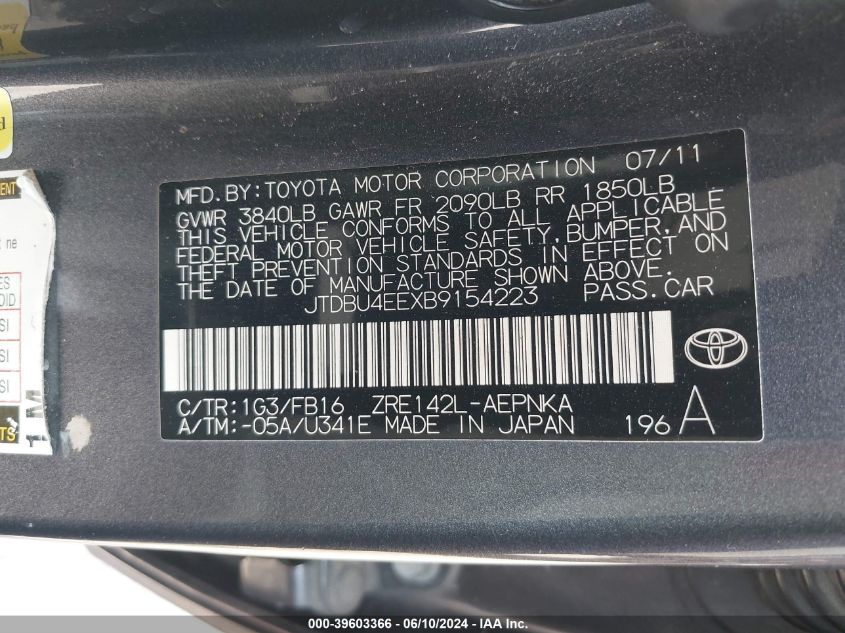 MFD. BY: TOYOTA MOTOR CORPORATION 07/11
GVWR 3840LB GAWR FR 2090LB RR 1850LB
THIS VEHICLE CONFORMS TO ALL APPLICABLE
FEDERAL MOTOR VEHICLE SAFETY, BUMPER, AND
THEFT PREVENTION STANDARDS IN EFFECT ON
THE DATE OF MANUFACTURE SHOWN ABOVE.
JTDBU4EEXB9154223 PASS. CAR
C/TR: 1G3/FB16 ZRE142L-AEPNKA
A/TM: -05A/U341E MADE IN JAPAN 196 A
000-39603366 - 06/10/2024 - IAA Inc.